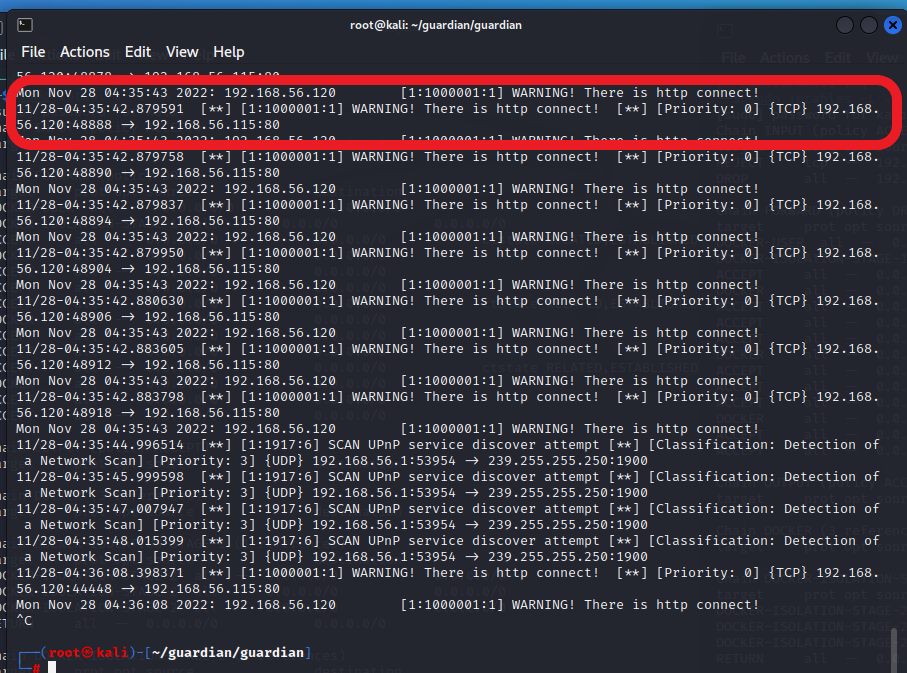 root@kali: ~/guardian/guardian
File Actions Edit View Help
56.120:48878 → 192.168.56.115:80
Mon Nov 28 04:35:43 2022: 192.168.56.120 [1:1000001:1] WARNING! There is http connect!
11/28-04:35:42.879591 [**] [1:1000001:1] WARNING! There is http connect! [**] [Priority: 0] {TCP} 192.168.
56.120:48888 → 192.168.56.115:80
Mon Nov 28 04:35:43 2022: 192.168.56.120 [1:1000001:1] WARNING! There is http connect!
11/28-04:35:42.879758 [**] [1:1000001:1] WARNING! There is http connect! [**] [Priority: 0] {TCP} 192.168.
56.120:48890 → 192.168.56.115:80
Mon Nov 28 04:35:43 2022: 192.168.56.120 [1:1000001:1] WARNING! There is http connect!
11/28-04:35:42.879837 [**] [1:1000001:1] WARNING! There is http connect! [**] [Priority: 0] {TCP} 192.168.
56.120:48894 → 192.168.56.115:80
Mon Nov 28 04:35:43 2022: 192.168.56.120 [1:1000001:1] WARNING! There is http connect!
11/28-04:35:42.879950 [**] [1:1000001:1] WARNING! There is http connect! [**] [Priority: 0] {TCP} 192.168.
56.120:48904 → 192.168.56.115:80
Mon Nov 28 04:35:43 2022: 192.168.56.120 [1:1000001:1] WARNING! There is http connect!
11/28-04:35:42.880630 [**] [1:1000001:1] WARNING! There is http connect! [**] [Priority: 0] {TCP} 192.168.
56.120:48906 → 192.168.56.115:80
Mon Nov 28 04:35:43 2022: 192.168.56.120 [1:1000001:1] WARNING! There is http connect!
11/28-04:35:42.883605 [**] [1:1000001:1] WARNING! There is http connect! [**] [Priority: 0] {TCP} 192.168.
56.120:48912 → 192.168.56.115:80
Mon Nov 28 04:35:43 2022: 192.168.56.120 [1:1000001:1] WARNING! There is http connect!
11/28-04:35:42.883798 [**] [1:1000001:1] WARNING! There is http connect! [**] [Priority: 0] {TCP} 192.168.
56.120:48918 → 192.168.56.115:80
Mon Nov 28 04:35:43 2022: 192.168.56.120 [1:1000001:1] WARNING! There is http connect!
11/28-04:35:44.996514 [**] [1:1917:6] SCAN UPnP service discover attempt [**] [Classification: Detection of
a Network Scan] [Priority: 3] {UDP} 192.168.56.1:53954 → 239.255.255.250:1900
11/28-04:35:45.999598 [**] [1:1917:6] SCAN UPnP service discover attempt [**] [Classification: Detection of
a Network Scan] [Priority: 3] {UDP} 192.168.56.1:53954 → 239.255.255.250:1900
11/28-04:35:47.007947 [**] [1:1917:6] SCAN UPnP service discover attempt [**] [Classification: Detection of
a Network Scan] [Priority: 3] {UDP} 192.168.56.1:53954 → 239.255.255.250:1900
11/28-04:35:48.015399 [**] [1:1917:6] SCAN UPnP service discover attempt [**] [Classification: Detection of
a Network Scan] [Priority: 3] {UDP} 192.168.56.1:53954 → 239.255.255.250:1900
11/28-04:36:08.398371 [**] [1:1000001:1] WARNING! There is http connect! [**] [Priority: 0] {TCP} 192.168.
56.120:44448 → 192.168.56.115:80
Mon Nov 28 04:36:08 2022: 192.168.56.120 [1:1000001:1] WARNING! There is http connect!
^C
┌──(root㉿kali)-[~/guardian/guardian]
└─#